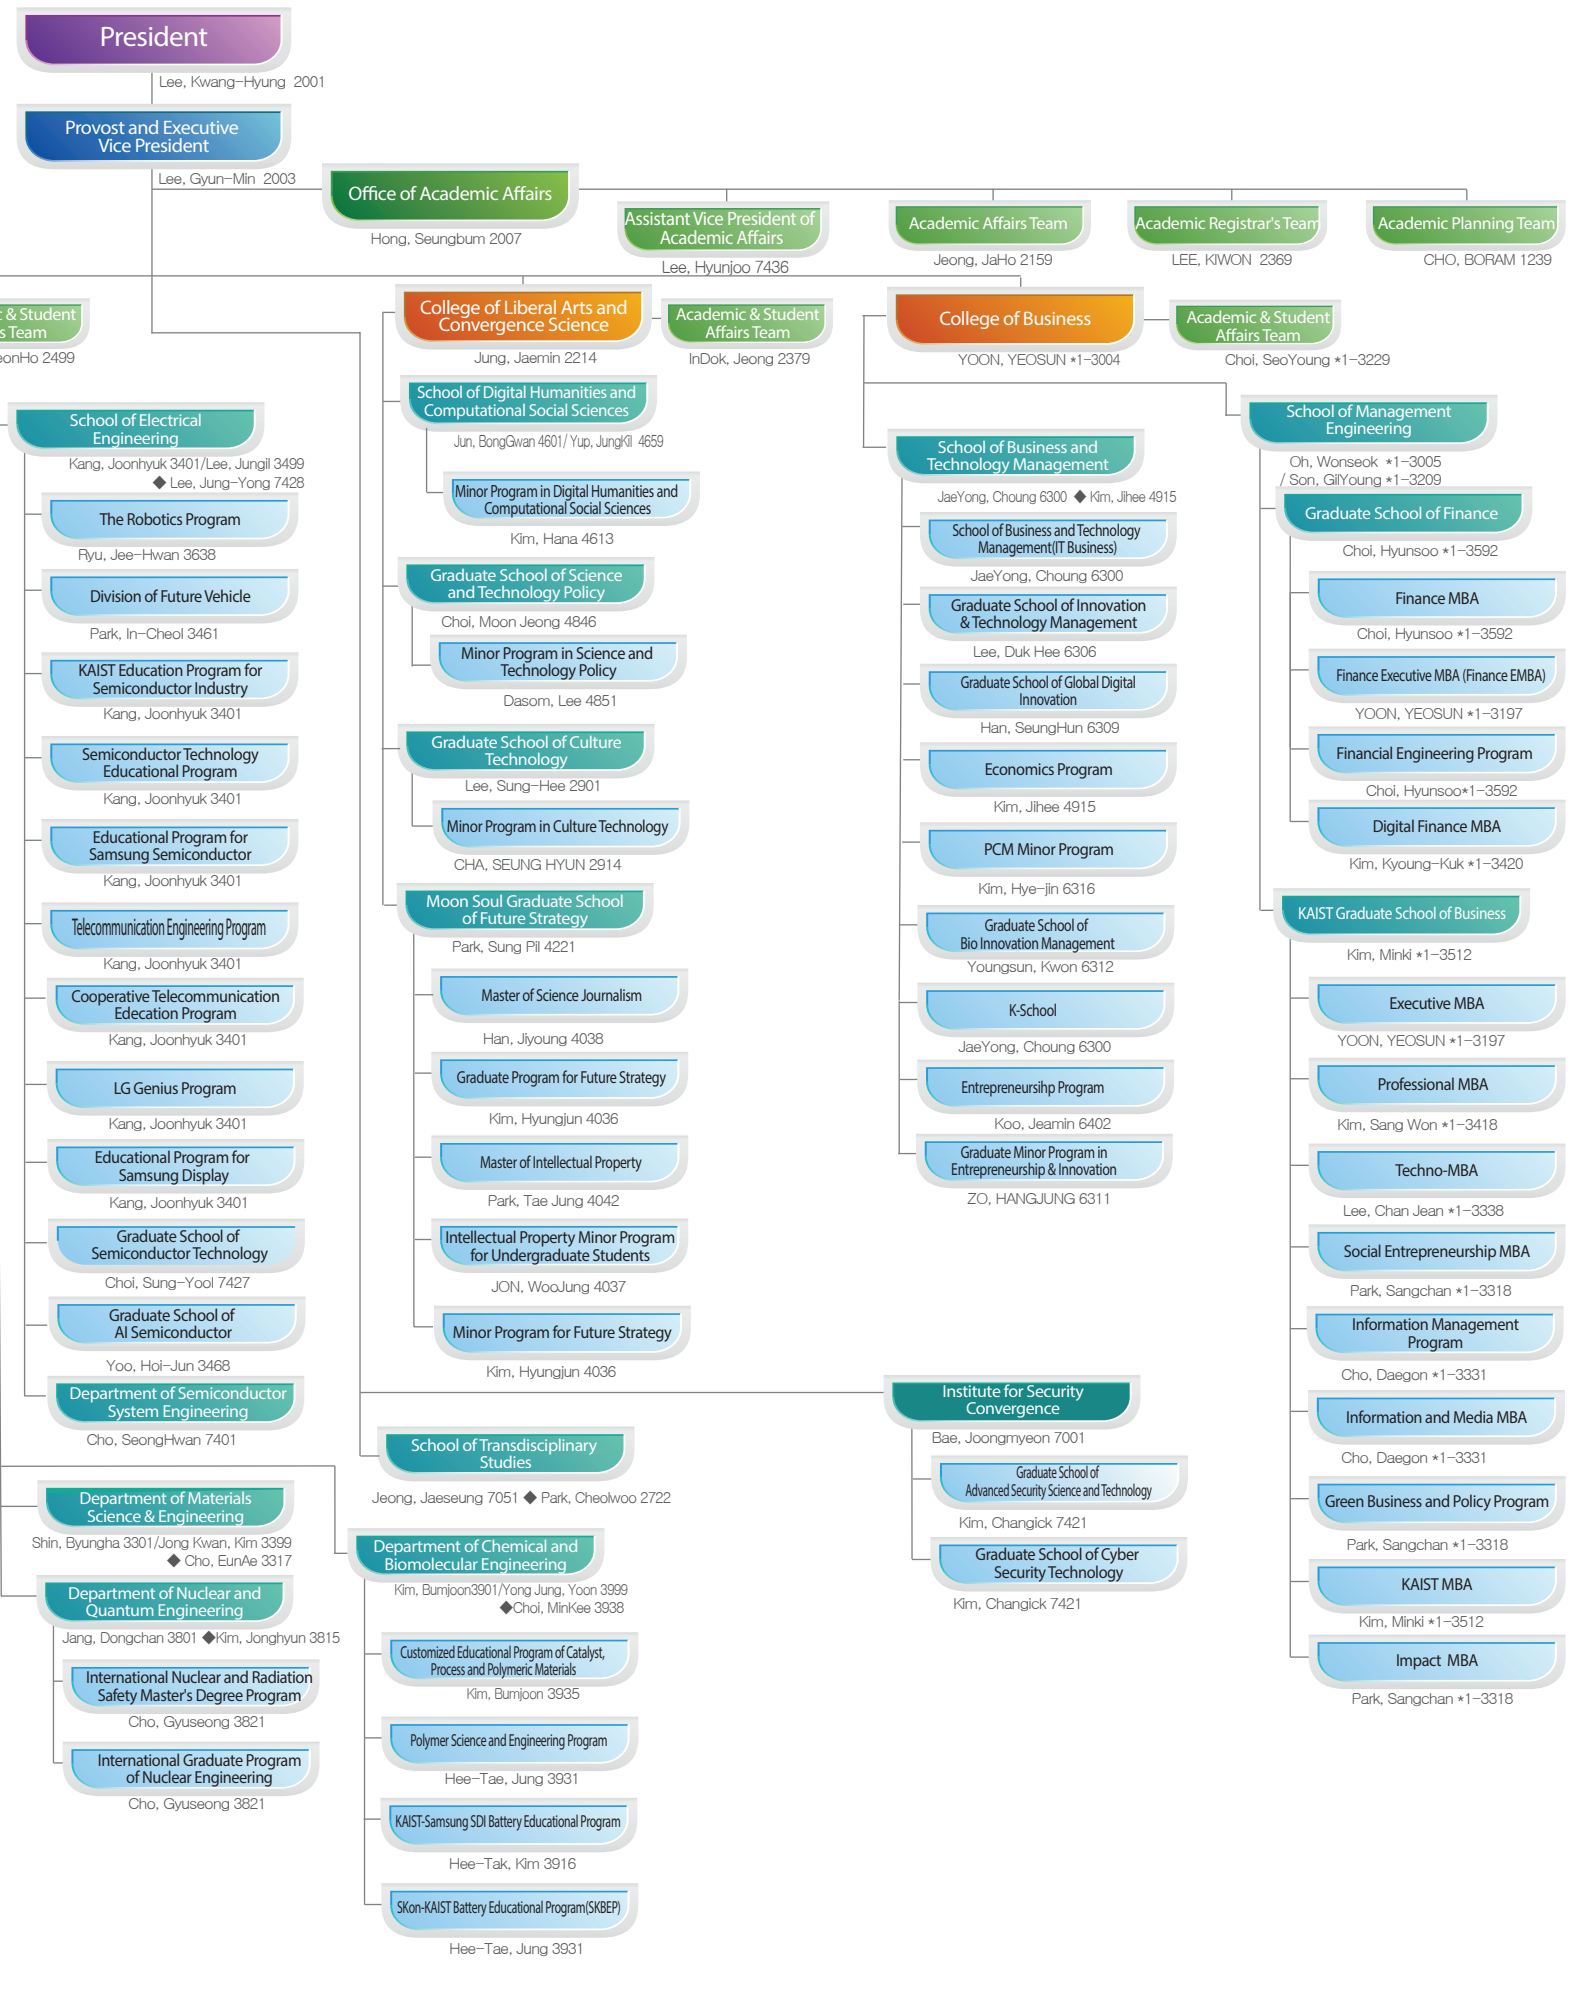 President
Lee, Kwang-Hyung 2001
Provost and Executive
Vice President
Lee, Gyun-Min 2003
Office of Academic Affairs
Hong, Seungbum 2007
Assistant Vice President of
Academic Affairs
Lee, Hyunjoo 7436
Academic Affairs Team
Jeong, JaHo 2159
Academic Registrar's Team
LEE, KIWON 2369
Academic Planning Team
CHO, BORAM 1239
& Student
s Team
onHo 2499
School of Electrical
Engineering
Kang, Joonhyuk 3401/Lee, Jungil 3499
◆ Lee, Jung-Yong 7428
The Robotics Program
Ryu, Jee-Hwan 3638
Division of Future Vehicle
Park, In-Cheol 3461
KAIST Education Program for
Semiconductor Industry
Kang, Joonhyuk 3401
Semiconductor Technology
Educational Program
Kang, Joonhyuk 3401
Educational Program for
Samsung Semiconductor
Kang, Joonhyuk 3401
Telecommunication Engineering Program
Kang, Joonhyuk 3401
Cooperative Telecommunication
Edecation Program
Kang, Joonhyuk 3401
LG Genius Program
Kang, Joonhyuk 3401
Educational Program for
Samsung Display
Kang, Joonhyuk 3401
Graduate School of
Semiconductor Technology
Choi, Sung-Yool 7427
Graduate School of
AI Semiconductor
Yoo, Hoi-Jun 3468
Department of Semiconductor
System Engineering
Cho, SeongHwan 7401
Department of Materials
Science & Engineering
Shin, Byungha 3301/Jong Kwan, Kim 3399
◆ Cho, EunAe 3317
Department of Nuclear and
Quantum Engineering
Jang, Dongchan 3801 ◆Kim, Jonghyun 3815
International Nuclear and Radiation
Safety Master's Degree Program
Cho, Gyuseong 3821
International Graduate Program
of Nuclear Engineering
Cho, Gyuseong 3821
College of Liberal Arts and
Convergence Science
Jung, Jaemin 2214
Academic & Student
Affairs Team
InDok, Jeong 2379
School of Digital Humanities and
Computational Social Sciences
Jun, BongGwan 4601/ Yup, JungKil 4659
Minor Program in Digital Humanities and
Computational Social Sciences
Kim, Hana 4613
Graduate School of Science
and Technology Policy
Choi, Moon Jeong 4846
Minor Program in Science and
Technology Policy
Dasom, Lee 4851
Graduate School of Culture
Technology
Lee, Sung-Hee 2901
Minor Program in Culture Technology
CHA, SEUNG HYUN 2914
Moon Soul Graduate School
of Future Strategy
Park, Sung Pil 4221
Master of Science Journalism
Han, Jiyoung 4038
Graduate Program for Future Strategy
Kim, Hyungjun 4036
Master of Intellectual Property
Park, Tae Jung 4042
Intellectual Property Minor Program
for Undergraduate Students
JON, WooJung 4037
Minor Program for Future Strategy
Kim, Hyungjun 4036
School of Transdisciplinary
Studies
Jeong, Jaeseung 7051 ◆ Park, Cheolwoo 2722
Department of Chemical and
Biomolecular Engineering
Kim, Bumjoon3901/Yong Jung, Yoon 3999
◆Choi, MinKee 3938
Customized Educational Program of Catalyst,
Process and Polymeric Materials
Kim, Bumjoon 3935
Polymer Science and Engineering Program
Hee-Tae, Jung 3931
KAIST-Samsung SDI Battery Educational Program
Hee-Tak, Kim 3916
SKon-KAIST Battery Educational Program(SKBEP)
Hee-Tae, Jung 3931
College of Business
YOON, YEOSUN *1-3004
Academic & Student
Affairs Team
Choi, SeoYoung *1-3229
School of Business and
Technology Management
JaeYong, Choung 6300 ◆ Kim, Jihee 4915
School of Business and Technology
Management(IT Business)
JaeYong, Choung 6300
Graduate School of Innovation
& Technology Management
Lee, Duk Hee 6306
Graduate School of Global Digital
Innovation
Han, SeungHun 6309
Economics Program
Kim, Jihee 4915
PCM Minor Program
Kim, Hye-jin 6316
Graduate School of
Bio Innovation Management
Youngsun, Kwon 6312
K-School
JaeYong, Choung 6300
Entrepreneursihp Program
Koo, Jeamin 6402
Graduate Minor Program in
Entrepreneurship & Innovation
ZO, HANGJUNG 6311
Institute for Security
Convergence
Bae, Joongmyeon 7001
Graduate School of
Advanced Security Science and Technology
Kim, Changick 7421
Graduate School of Cyber
Security Technology
Kim, Changick 7421
School of Management
Engineering
Oh, Wonseok *1-3005
/ Son, GilYoung *1-3209
Graduate School of Finance
Choi, Hyunsoo *1-3592
Finance MBA
Choi, Hyunsoo *1-3592
Finance Executive MBA (Finance EMBA)
YOON, YEOSUN *1-3197
Financial Engineering Program
Choi, Hyunsoo*1-3592
Digital Finance MBA
Kim, Kyoung-Kuk *1-3420
KAIST Graduate School of Business
Kim, Minki *1-3512
Executive MBA
YOON, YEOSUN *1-3197
Professional MBA
Kim, Sang Won *1-3418
Techno-MBA
Lee, Chan Jean *1-3338
Social Entrepreneurship MBA
Park, Sangchan *1-3318
Information Management
Program
Cho, Daegon *1-3331
Information and Media MBA
Cho, Daegon *1-3331
Green Business and Policy Program
Park, Sangchan *1-3318
KAIST MBA
Kim, Minki *1-3512
Impact MBA
Park, Sangchan *1-3318